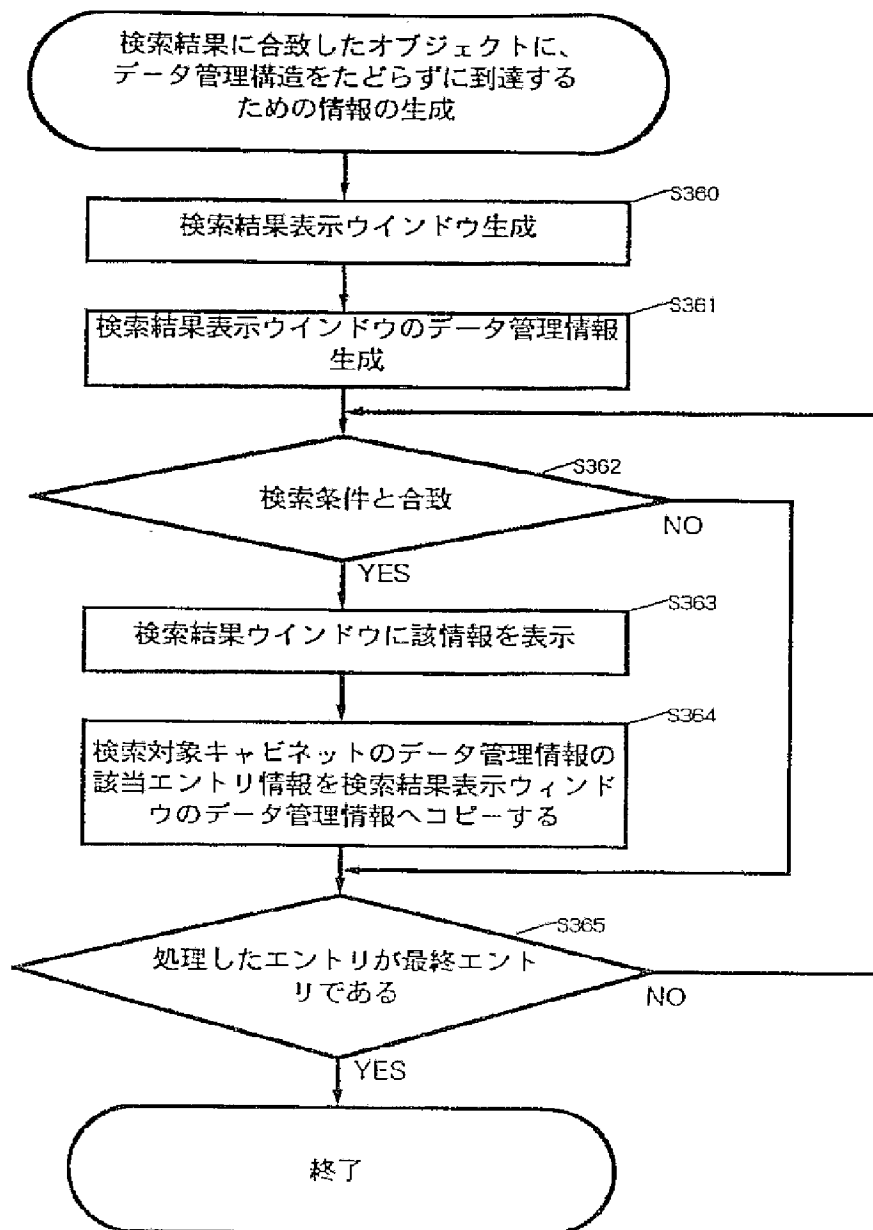 検索結果に合致したオブジェクトに、
データ管理構造をたどらずに到達する
ための情報の生成
S360
検索結果表示ウインドウ生成
S361
検索結果表示ウインドウのデータ管理情報
生成
S362
検索条件と合致
NO
YES
S363
検索結果ウインドウに該情報を表示
S364
検索対象キャビネットのデータ管理情報の
該当エントリ情報を検索結果表示ウィンド
ウのデータ管理情報へコピーする
S365
処理したエントリが最終エント
リである
NO
YES
終了